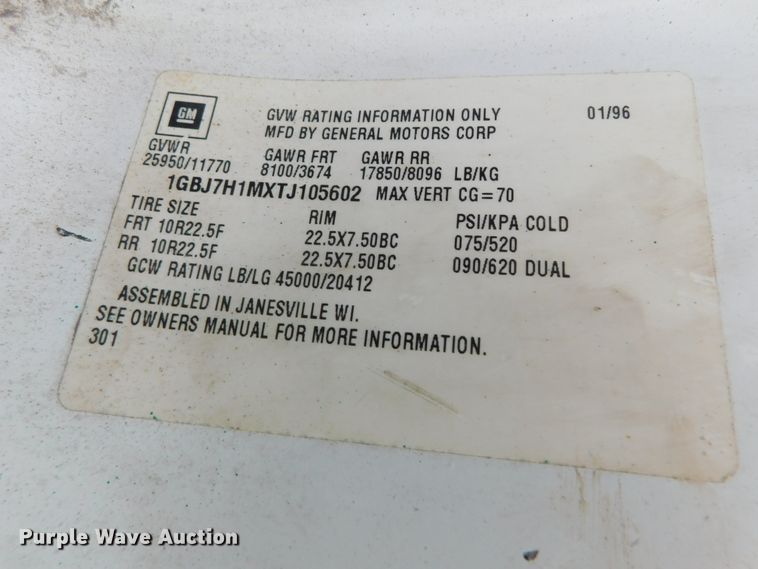 GM
GVW RATING INFORMATION ONLY 01/96
MFD BY GENERAL MOTORS CORP
GVWR GAWR FRT GAWR RR
25950/11770 8100/3674 17850/8096 LB/KG
1GBJ7H1MXTJ105602 MAX VERT CG=70
TIRE SIZE RIM PSI/KPA COLD
FRT 10R22.5F 22.5X7.50BC 075/520
RR 10R22.5F 22.5X7.50BC 090/620 DUAL
GCW RATING LB/LG 45000/20412
ASSEMBLED IN JANESVILLE WI.
SEE OWNERS MANUAL FOR MORE INFORMATION.
301
Purple Wave Auction